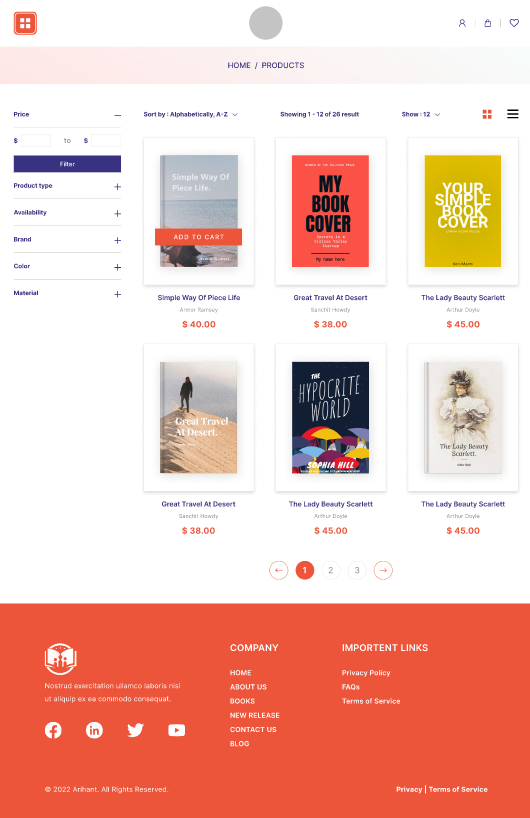 HOME / PRODUCTS
Price
$ to $
Filter
Product type
Availability
Brand
Color
Material
Sort by : Alphabetically, A-Z
Showing 1 - 12 of 26 result
Show : 12
Simple Way Of
Piece Life.
ADD TO CART
Armor Ramsey
Simple Way Of Piece Life
Armor Ramsey
$ 40.00
MY
BOOK
COVER
My name here
Great Travel At Desert
Sanchit Howdy
$ 38.00
YOUR
SIMPLE
BOOK
COVER
The Lady Beauty Scarlett
Arthur Doyle
$ 45.00
Great Travel
At Desert.
Great Travel At Desert
Sanchit Howdy
$ 38.00
THE
HYPOCRITE
WORLD
SOPHIA HILL
The Lady Beauty Scarlett
Arthur Doyle
$ 45.00
The Lady Beauty
Scarlett.
The Lady Beauty Scarlett
Arthur Doyle
$ 45.00
1
2
3
Nostrud exercitation ullamco laboris nisi
ut aliquip ex ea commodo consequat.
COMPANY
HOME
ABOUT US
BOOKS
NEW RELEASE
CONTACT US
BLOG
IMPORTENT LINKS
Privacy Policy
FAQs
Terms of Service
© 2022 Arihant. All Rights Reserved.
Privacy | Terms of Service